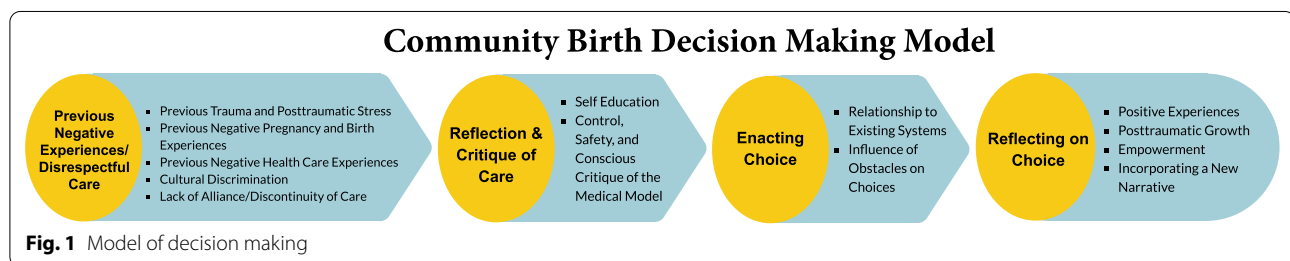 Community Birth Decision Making Model
Previous
Negative
Experiences/
Disrespectful
Care
▪ Previous Trauma and Posttraumatic Stress
▪ Previous Negative Pregnancy and Birth
Experiences
▪ Previous Negative Health Care Experiences
▪ Cultural Discrimination
▪ Lack of Alliance/Discontinuity of Care
Reflection &
Critique of
Care
▪ Self Education
▪ Control,
Safety, and
Conscious
Critique of the
Medical Model
Enacting
Choice
▪ Relationship to
Existing Systems
▪ Influence of
Obstacles on
Choices
Reflecting on
Choice
▪ Positive Experiences
▪ Posttraumatic Growth
▪ Empowerment
▪ Incorporating a New
Narrative
Fig. 1 Model of decision making